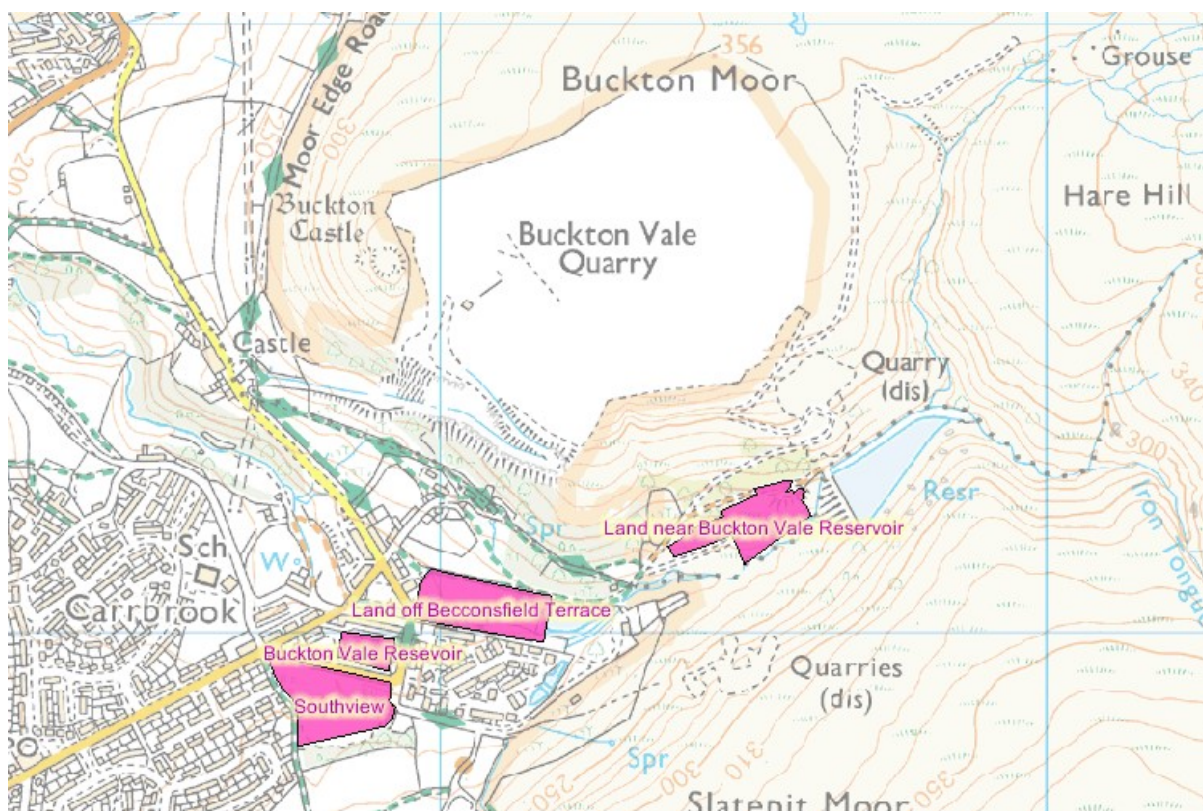 356
Grouse
Buckton Moor
Moor Edge Road
250
300
200
Hare Hill
Buckton
Castle
Buckton Vale
Quarry
Castle
Quarry
(dis)
300
Resr
Iron Tongue
Land near Buckton Vale Reservoir
Spr
Sch
W
Carrbrook
Land off Becconsfield Terrace
Buckton Vale Resevoir
Southview
Quarries
(dis)
Spr
250
300
310
350
Slatepit Moor